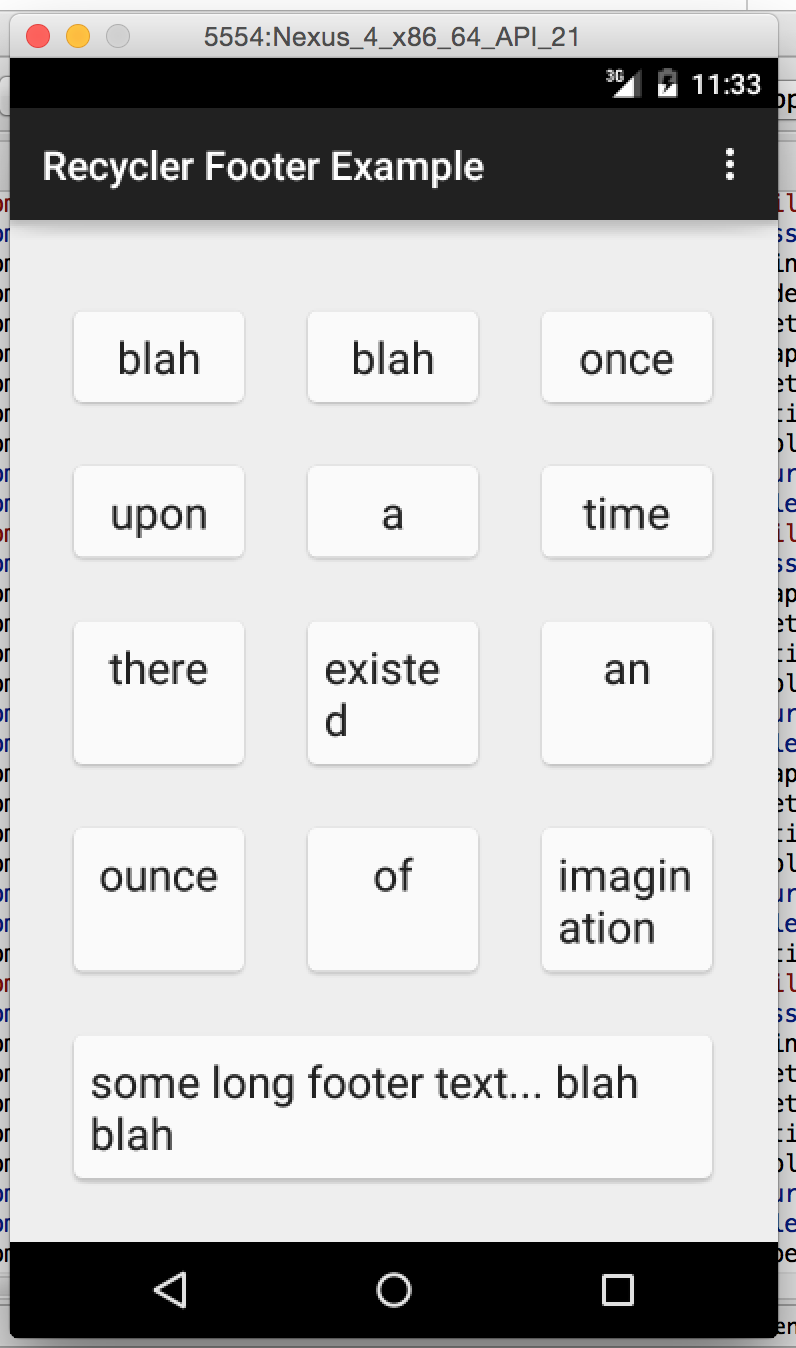 5554:Nexus_4_x86_64_API_21
3G 11:33
Recycler Footer Example
blah blah once
upon a time
there existe an
d
ounce of imagin
ation
some long footer text... blah
blah